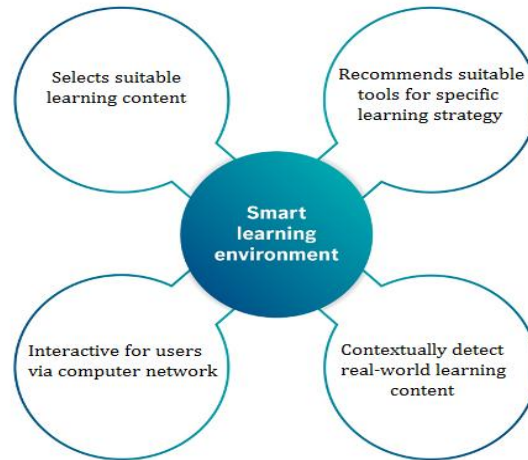 Selects suitable
learning content
Recommends suitable
tools for specific
learning strategy
Smart
learning
environment
Interactive for users
via computer network
Contextually detect
real-world learning
content